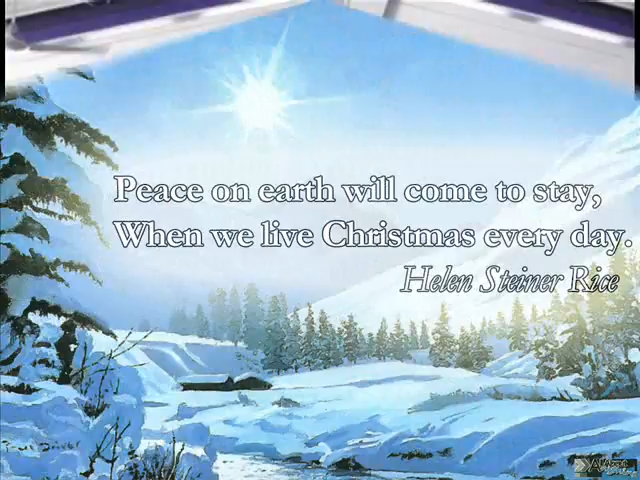 Peace on earth will come to stay,
When we live Christmas every day.
Helen Steiner Rice